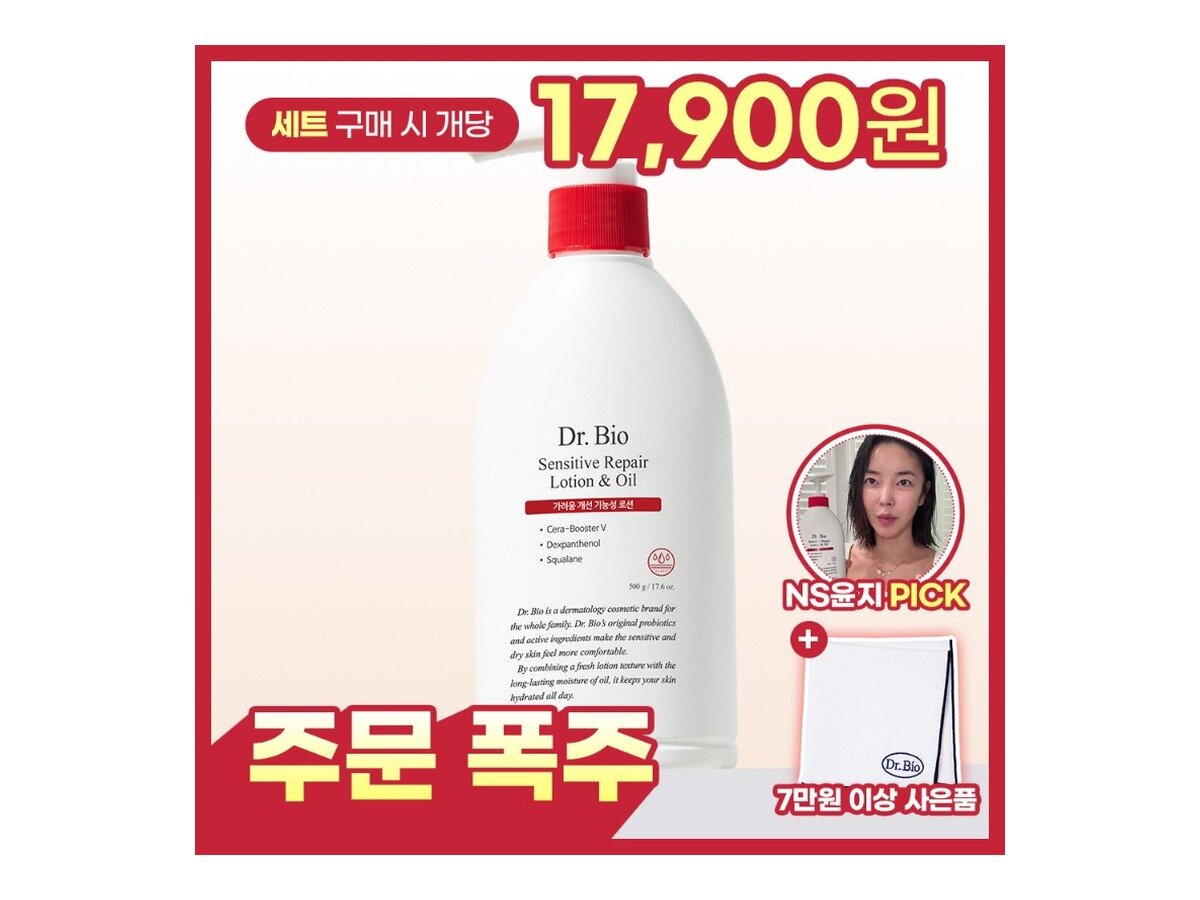 세트 구매 시 개당
17,900원
Dr. Bio
Sensitive Repair
Lotion & Oil
가려움 개선 기능성 로션
• Cera-Booster V
• Dexpanthenol
• Squalane
500 g / 17.6 oz.
Dr. Bio is a dermatology cosmetic brand for
the whole family. Dr. Bio's original probiotics
and active ingredients make the sensitive and
dry skin feel more comfortable.
By combining a fresh lotion texture with the
long-lasting moisture of oil, it keeps your skin
hydrated all day.
주문 폭주
Dr. Bio
Lotion & Oil
NS윤지 PICK
+
Dr. Bio
7만원 이상 사은품